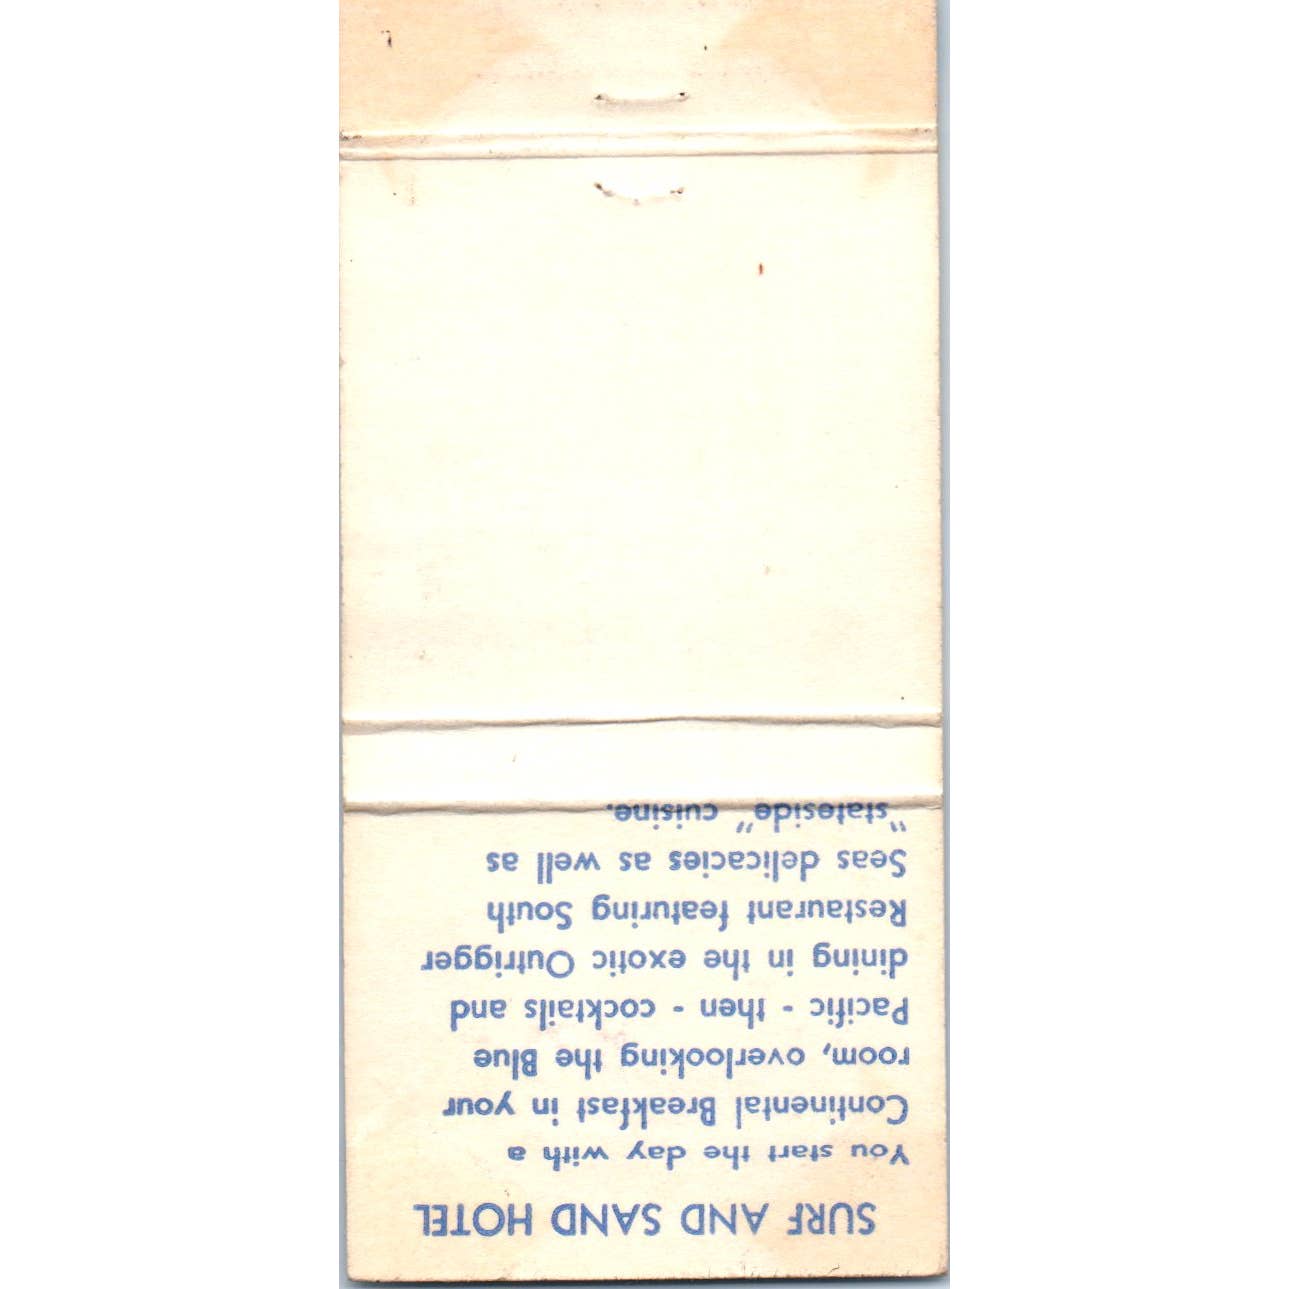 SURF AND SAND HOTEL
You start the day with a
Continental Breakfast in your
room, overlooking the Blue
Pacific - then - cocktails and
dining in the exotic Outrigger
Restaurant featuring South
Seas delicacies as well as
"stateside" cuisine.